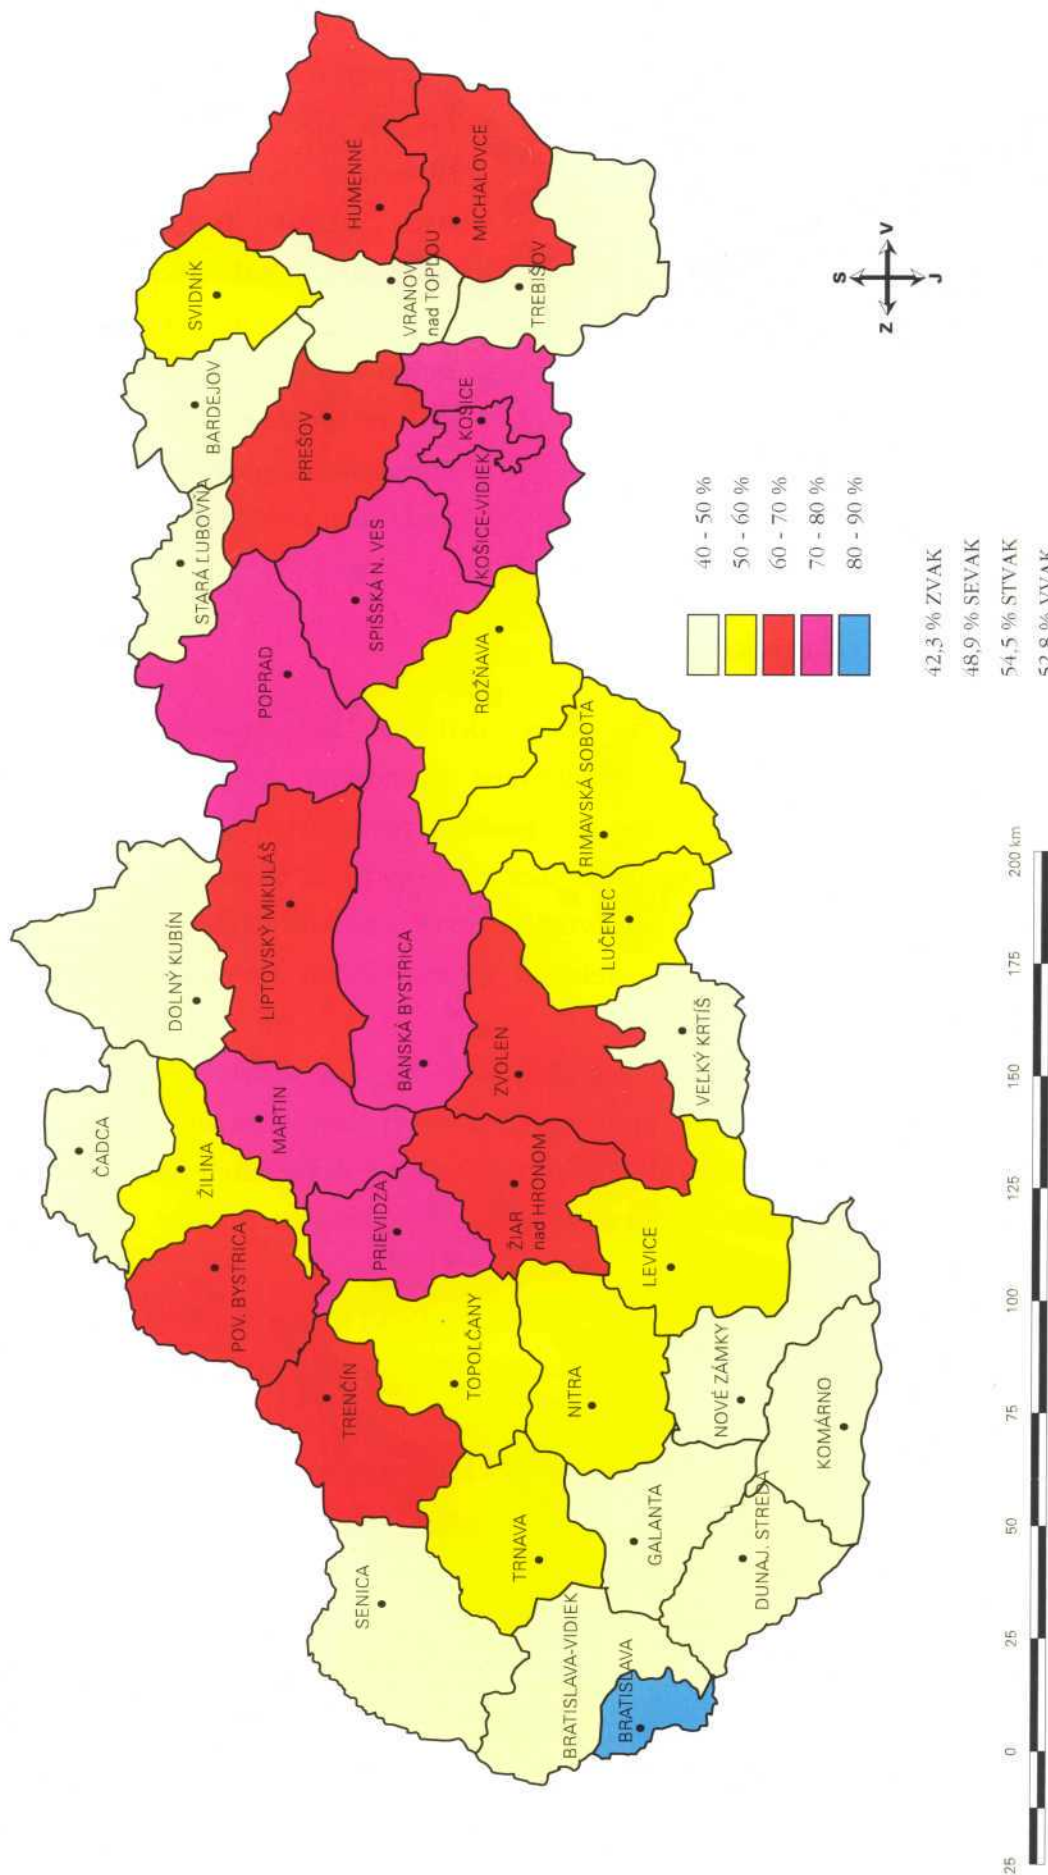 ČADCA
DOLNÝ KUBÍN
ŽILINA
POV. BYSTRICA
MARTIN
LIPTOVSKÝ MIKULÁŠ
POPRAD
STARÁ ĽUBOVŇA
BARDEJOV
SVIDNÍK
HUMENNÉ
TRENČÍN
PRIEVIDZA
BANSKÁ BYSTRICA
SPIŠSKÁ N. VES
PREŠOV
VRANOV
nad TOPĽOU
MICHALOVCE
SENICA
TOPOĽČANY
ŽIAR
nad HRONOM
ZVOLEN
ROŽŇAVA
KOŠICE-VIDIEK
KOŠICE
TREBIŠOV
TRNAVA
NITRA
LEVICE
LUČENEC
RIMAVSKÁ SOBOTA
BRATISLAVA-VIDIEK
GALANTA
NOVÉ ZÁMKY
VEĽKÝ KRTÍŠ
BRATISLAVA
DUNAJ. STREDA
KOMÁRNO
40 - 50 %
50 - 60 %
60 - 70 %
70 - 80 %
80 - 90 %
S
Z V
J
42,3 % ZVAK
48,9 % SEVAK
54,5 % STVAK
25 0 25 50 75 100 125 150 175 200 km